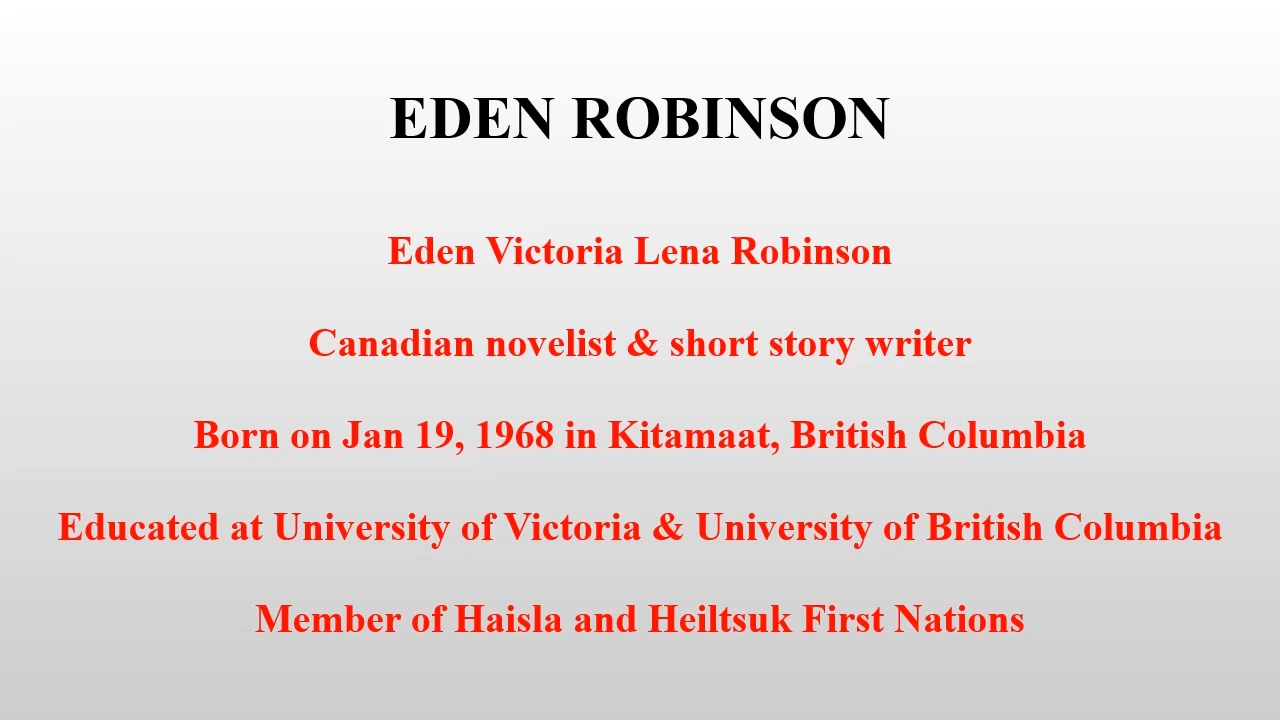 EDEN ROBINSON
Eden Victoria Lena Robinson
Canadian novelist & short story writer
Born on Jan 19, 1968 in Kitamaat, British Columbia
Educated at University of Victoria & University of British Columbia
Member of Haisla and Heiltsuk First Nations